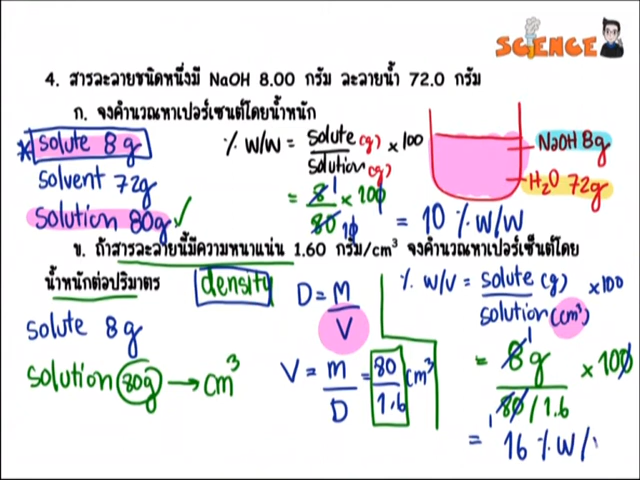 SCIENCE
4. สารละลายชนิดหนึ่งมี NaOH 8.00 กรัม ละลายน้ำ 72.0 กรัม
ก. จงคำนวณหาเปอร์เซนต์โดยน้ำหนัก
* solute 8g
solvent 72g
solution 80g ✓
% w/w = solute(g) / solution(g) × 100
= 8 1 / 80 10 × 100
= 10 % w/w
NaOH 8g
H₂O 72g
ข. ถ้าสารละลายนี้มีความหนาแน่น 1.60 กรัม/cm³ จงคำนวณหาเปอร์เซ็นต์โดย
น้ำหนักต่อปริมาตร
density
solute 8g
solution 80g → cm³
D = M / V
V = m / D = 80 / 1.6 cm³
% w/v = solute (g) / solution (cm³) × 100
= 8 1 g / 80 1 / 1.6 × 100
= 16 % w/